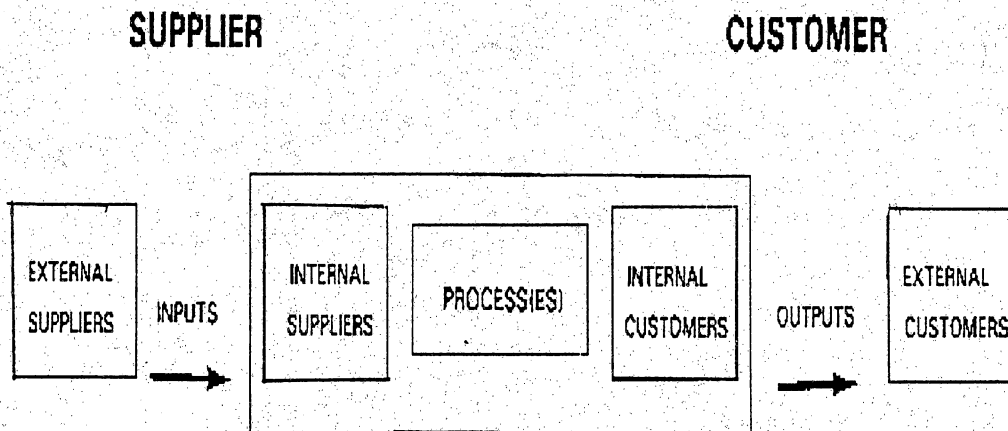 SUPPLIER
CUSTOMER
EXTERNAL
SUPPLIERS
INPUTS
INTERNAL
SUPPLIERS
PROCESS(ES)
INTERNAL
CUSTOMERS
OUTPUTS
EXTERNAL
CUSTOMERS